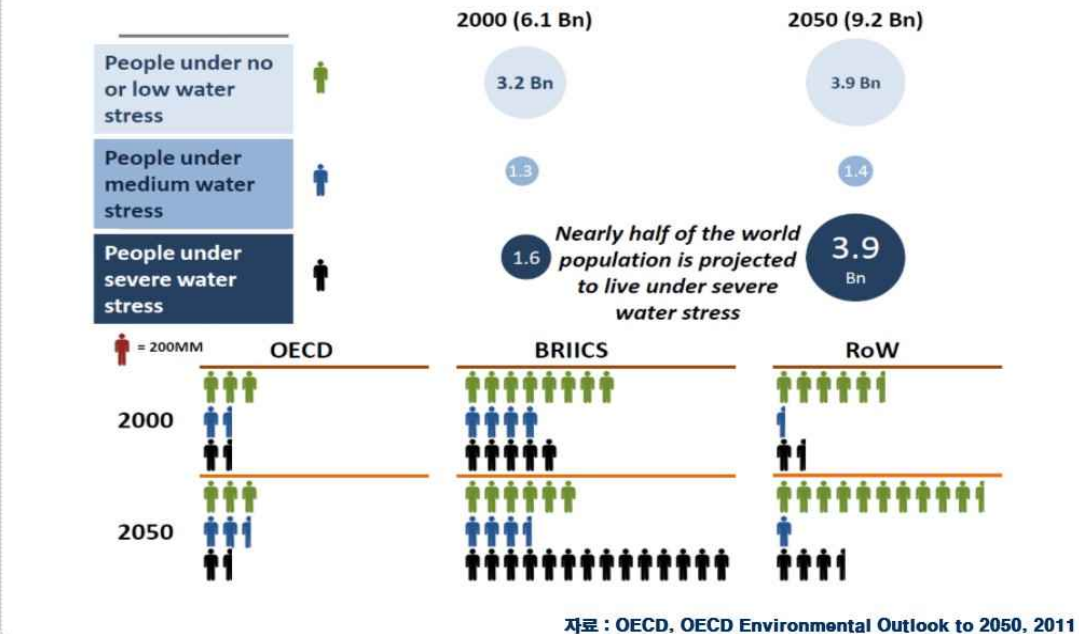 2000 (6.1 Bn)
2050 (9.2 Bn)
People under no
or low water
stress
3.2 Bn
3.9 Bn
People under
medium water
stress
1.3
1.4
People under
severe water
stress
1.6
Nearly half of the world
population is projected
to live under severe
water stress
3.9
Bn
= 200MM
OECD
BRIICS
RoW
2000
2050
자료 : OECD, OECD Environmental Outlook to 2050, 2011